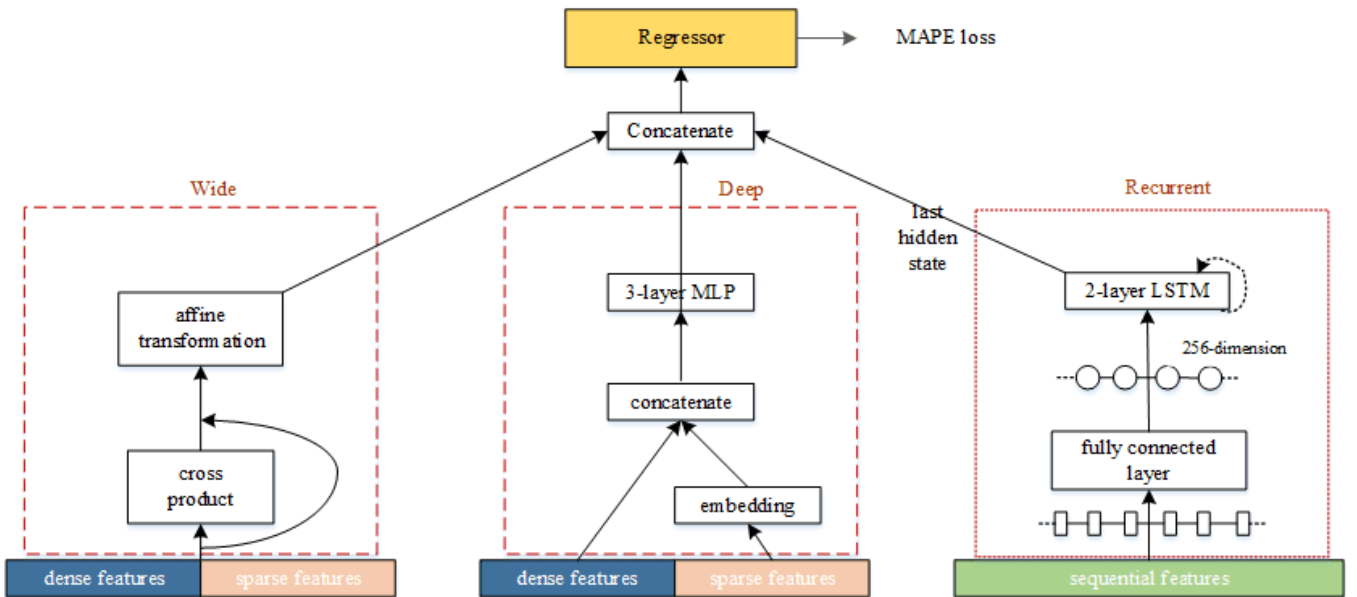 Regressor
MAPE loss
Concatenate
Wide
Deep
Recurrent
last
hidden
state
affine
transformation
3-layer MLP
2-layer LSTM
256-dimension
concatenate
cross
product
embedding
fully connected
layer
dense features
sparse features
dense features
sparse features
sequential features